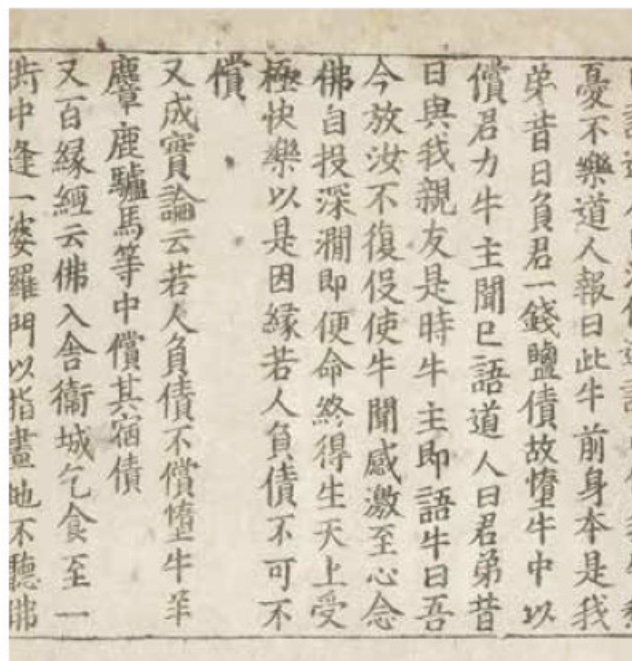 憂不樂道人報曰此牛前身本是我
弟昔日負君一錢鹽債故墮牛中以
償君力牛主聞巳語道人曰君弟昔
日與我親友是時牛主即語牛曰吾
今放汝不復伇使牛聞感激至心念
佛自投深澗即便命終得生天上受
極快樂以是因緣若人負債不可不
償
又成實論云若人負債不償墮牛羊
麞鹿驢馬等中償其宿債
又百緣經云佛入舍衞城乞食至一
街中逢一婆羅門以指畫地不聽佛